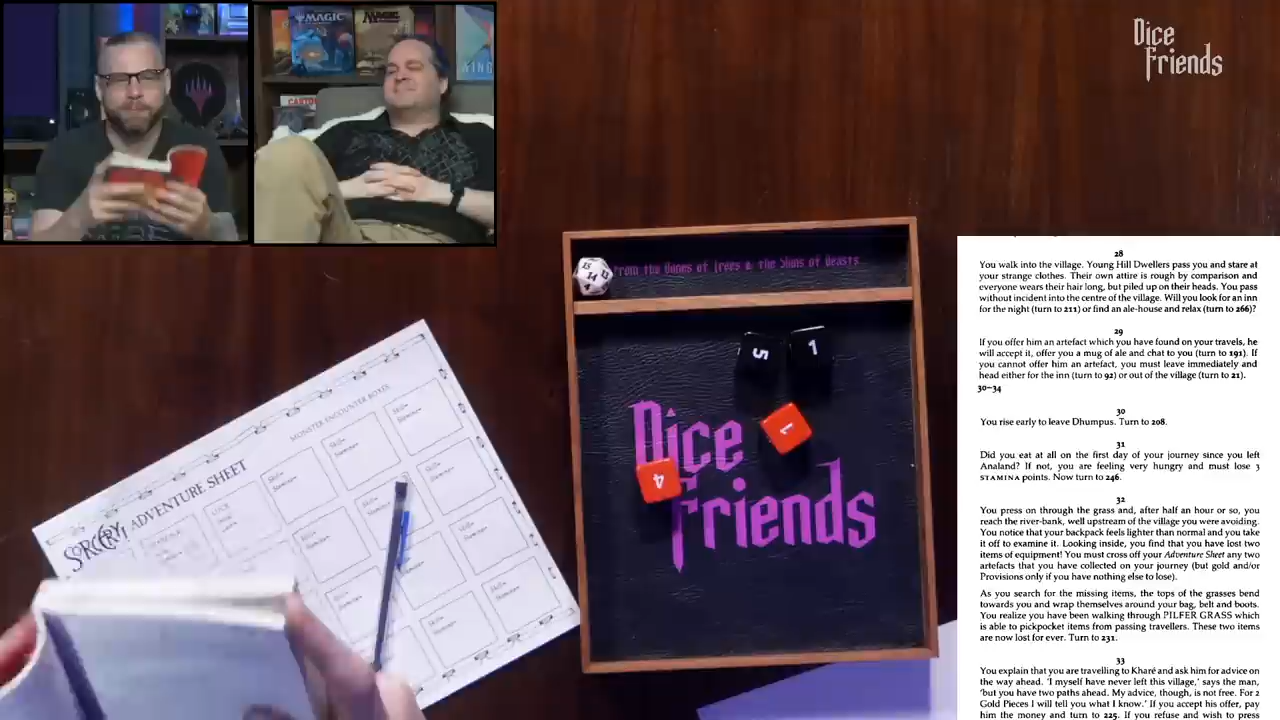 MAGIC
MAGIC
WING
Dice
Friends
From the Bones of Trees & the Skins of Beasts
5
1
1
4
14
Dice
Friends
SORCERY! ADVENTURE SHEET
MONSTER ENCOUNTER BOXES
28
You walk into the village. Young Hill Dwellers pass you and stare at
your strange clothes. Their own attire is rough by comparison and
everyone wears their hair long, but piled up on their heads. You pass
without incident into the centre of the village. Will you look for an inn
for the night (turn to 211) or find an ale-house and relax (turn to 266)?
29
If you offer him an artefact which you have found on your travels, he
will accept it, offer you a mug of ale and chat to you (turn to 191). If
you cannot offer him an artefact, you must leave immediately and
head either for the inn (turn to 92) or out of the village (turn to 21).
30–34
30
You rise early to leave Dhumpus. Turn to 208.
31
Did you eat at all on the first day of your journey since you left
Analand? If not, you are feeling very hungry and must lose 3
STAMINA points. Now turn to 246.
32
You press on through the grass and, after half an hour or so, you
reach the river-bank, well upstream of the village you were avoiding.
You notice that your backpack feels lighter than normal and you take
it off to examine it. Looking inside, you find that you have lost two
items of equipment! You must cross off your Adventure Sheet any two
artefacts that you have collected on your journey (but gold and/or
Provisions only if you have nothing else to lose).
As you search for the missing items, the tops of the grasses bend
towards you and wrap themselves around your bag, belt and boots.
You realize you have been walking through PILFER GRASS which
is able to pickpocket items from passing travellers. These two items
are now lost for ever. Turn to 231.
33
You explain that you are travelling to Kharé and ask him for advice on
the way ahead. 'I myself have never left this village,' says the man,
'but you have two paths ahead. My advice, though, is not free. For 2
Gold Pieces I will tell you what I know.' If you accept his offer, pay
him the money and turn to 225. If you refuse and wish to press